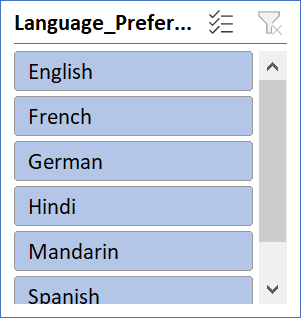 Language_Prefer...
English
French
German
Hindi
Mandarin
Spanish